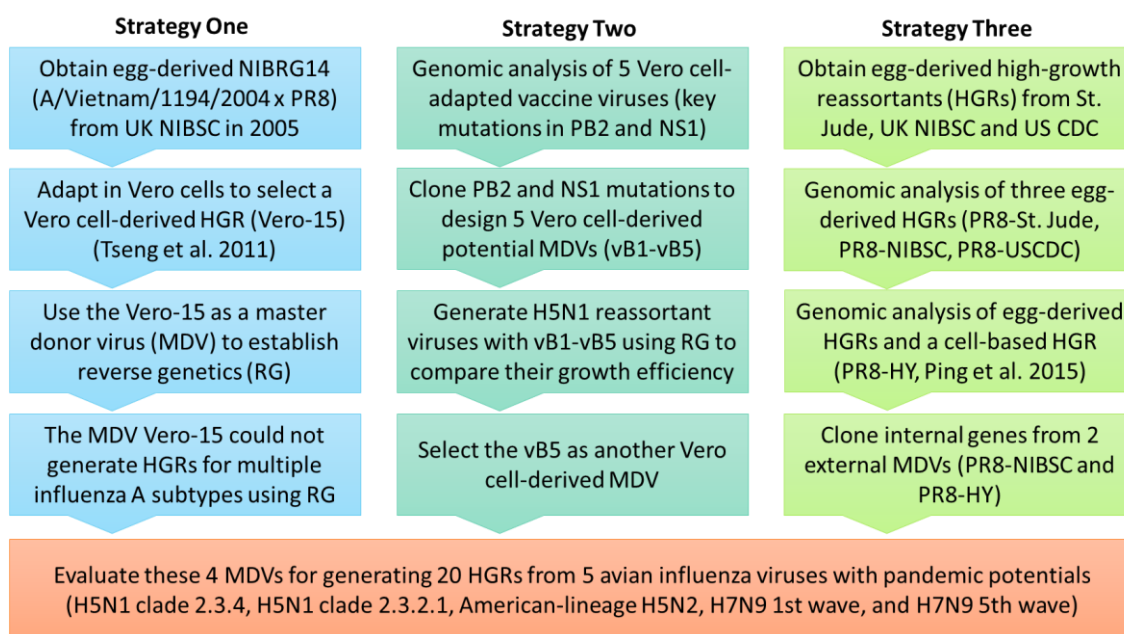 Strategy One
Obtain egg-derived NIBRG14
(A/Vietnam/1194/2004 x PR8)
from UK NIBSC in 2005
Adapt in Vero cells to select a
Vero cell-derived HGR (Vero-15)
(Tseng et al. 2011)
Use the Vero-15 as a master
donor virus (MDV) to establish
reverse genetics (RG)
The MDV Vero-15 could not
generate HGRs for multiple
influenza A subtypes using RG
Strategy Two
Genomic analysis of 5 Vero cell-
adapted vaccine viruses (key
mutations in PB2 and NS1)
Clone PB2 and NS1 mutations to
design 5 Vero cell-derived
potential MDVs (vB1-vB5)
Generate H5N1 reassortant
viruses with vB1-vB5 using RG to
compare their growth efficiency
Select the vB5 as another Vero
cell-derived MDV
Strategy Three
Obtain egg-derived high-growth
reassortants (HGRs) from St.
Jude, UK NIBSC and US CDC
Genomic analysis of three egg-
derived HGRs (PR8-St. Jude,
PR8-NIBSC, PR8-USCDC)
Genomic analysis of egg-derived
HGRs and a cell-based HGR
(PR8-HY, Ping et al. 2015)
Clone internal genes from 2
external MDVs (PR8-NIBSC and
PR8-HY)
Evaluate these 4 MDVs for generating 20 HGRs from 5 avian influenza viruses with pandemic potentials
(H5N1 clade 2.3.4, H5N1 clade 2.3.2.1, American-lineage H5N2, H7N9 1st wave, and H7N9 5th wave)